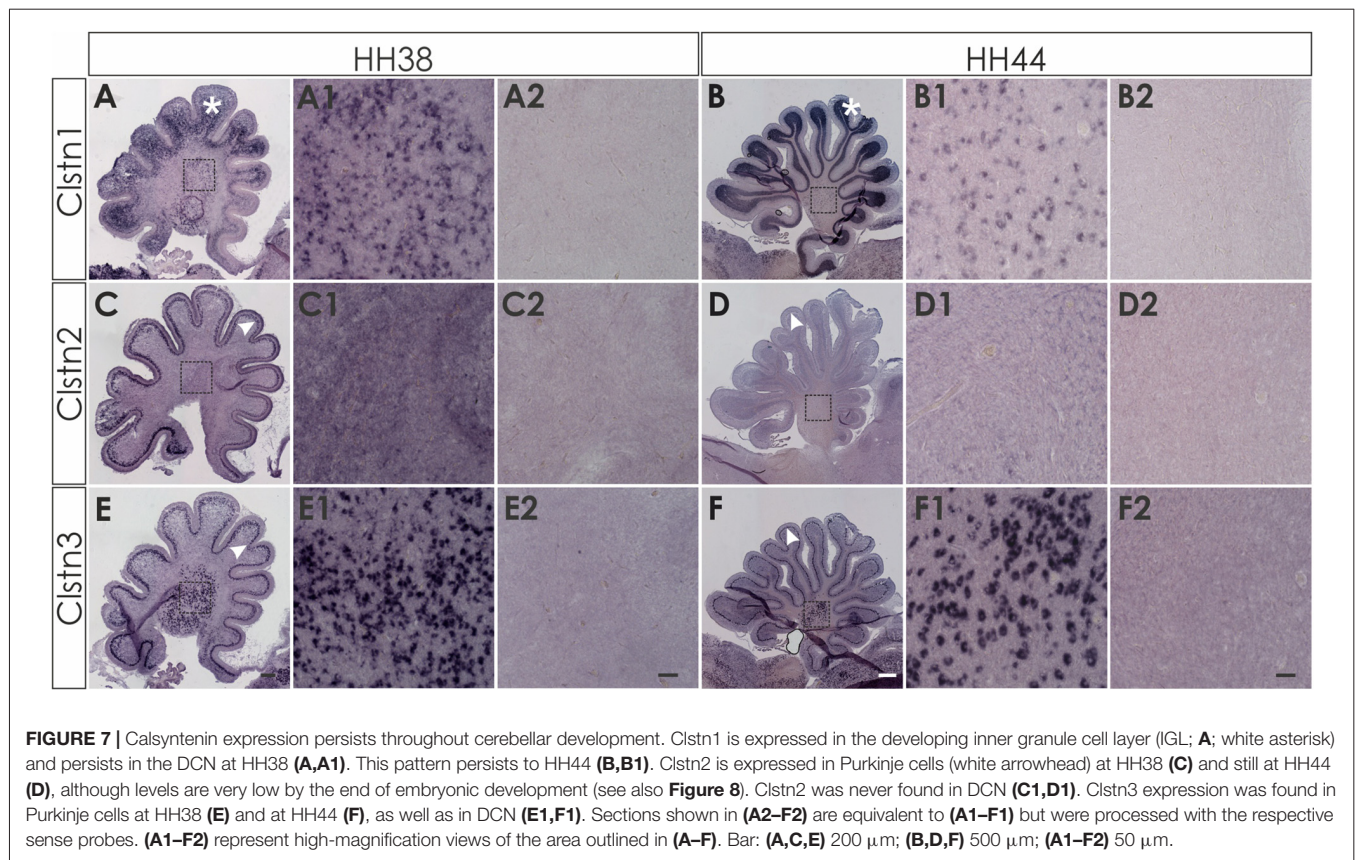 HH38 HH44
A A1 A2 B B1 B2
Clstn1
C C1 C2 D D1 D2
Clstn2
E E1 E2 F F1 F2
Clstn3
FIGURE 7 | Calsyntenin expression persists throughout cerebellar development. Clstn1 is expressed in the developing inner granule cell layer (IGL; A; white asterisk)
and persists in the DCN at HH38 (A,A1). This pattern persists to HH44 (B,B1). Clstn2 is expressed in Purkinje cells (white arrowhead) at HH38 (C) and still at HH44
(D), although levels are very low by the end of embryonic development (see also Figure 8). Clstn2 was never found in DCN (C1,D1). Clstn3 expression was found in
Purkinje cells at HH38 (E) and at HH44 (F), as well as in DCN (E1,F1). Sections shown in (A2–F2) are equivalent to (A1–F1) but were processed with the respective
sense probes. (A1–F2) represent high-magnification views of the area outlined in (A–F). Bar: (A,C,E) 200 μm; (B,D,F) 500 μm; (A1–F2) 50 μm.